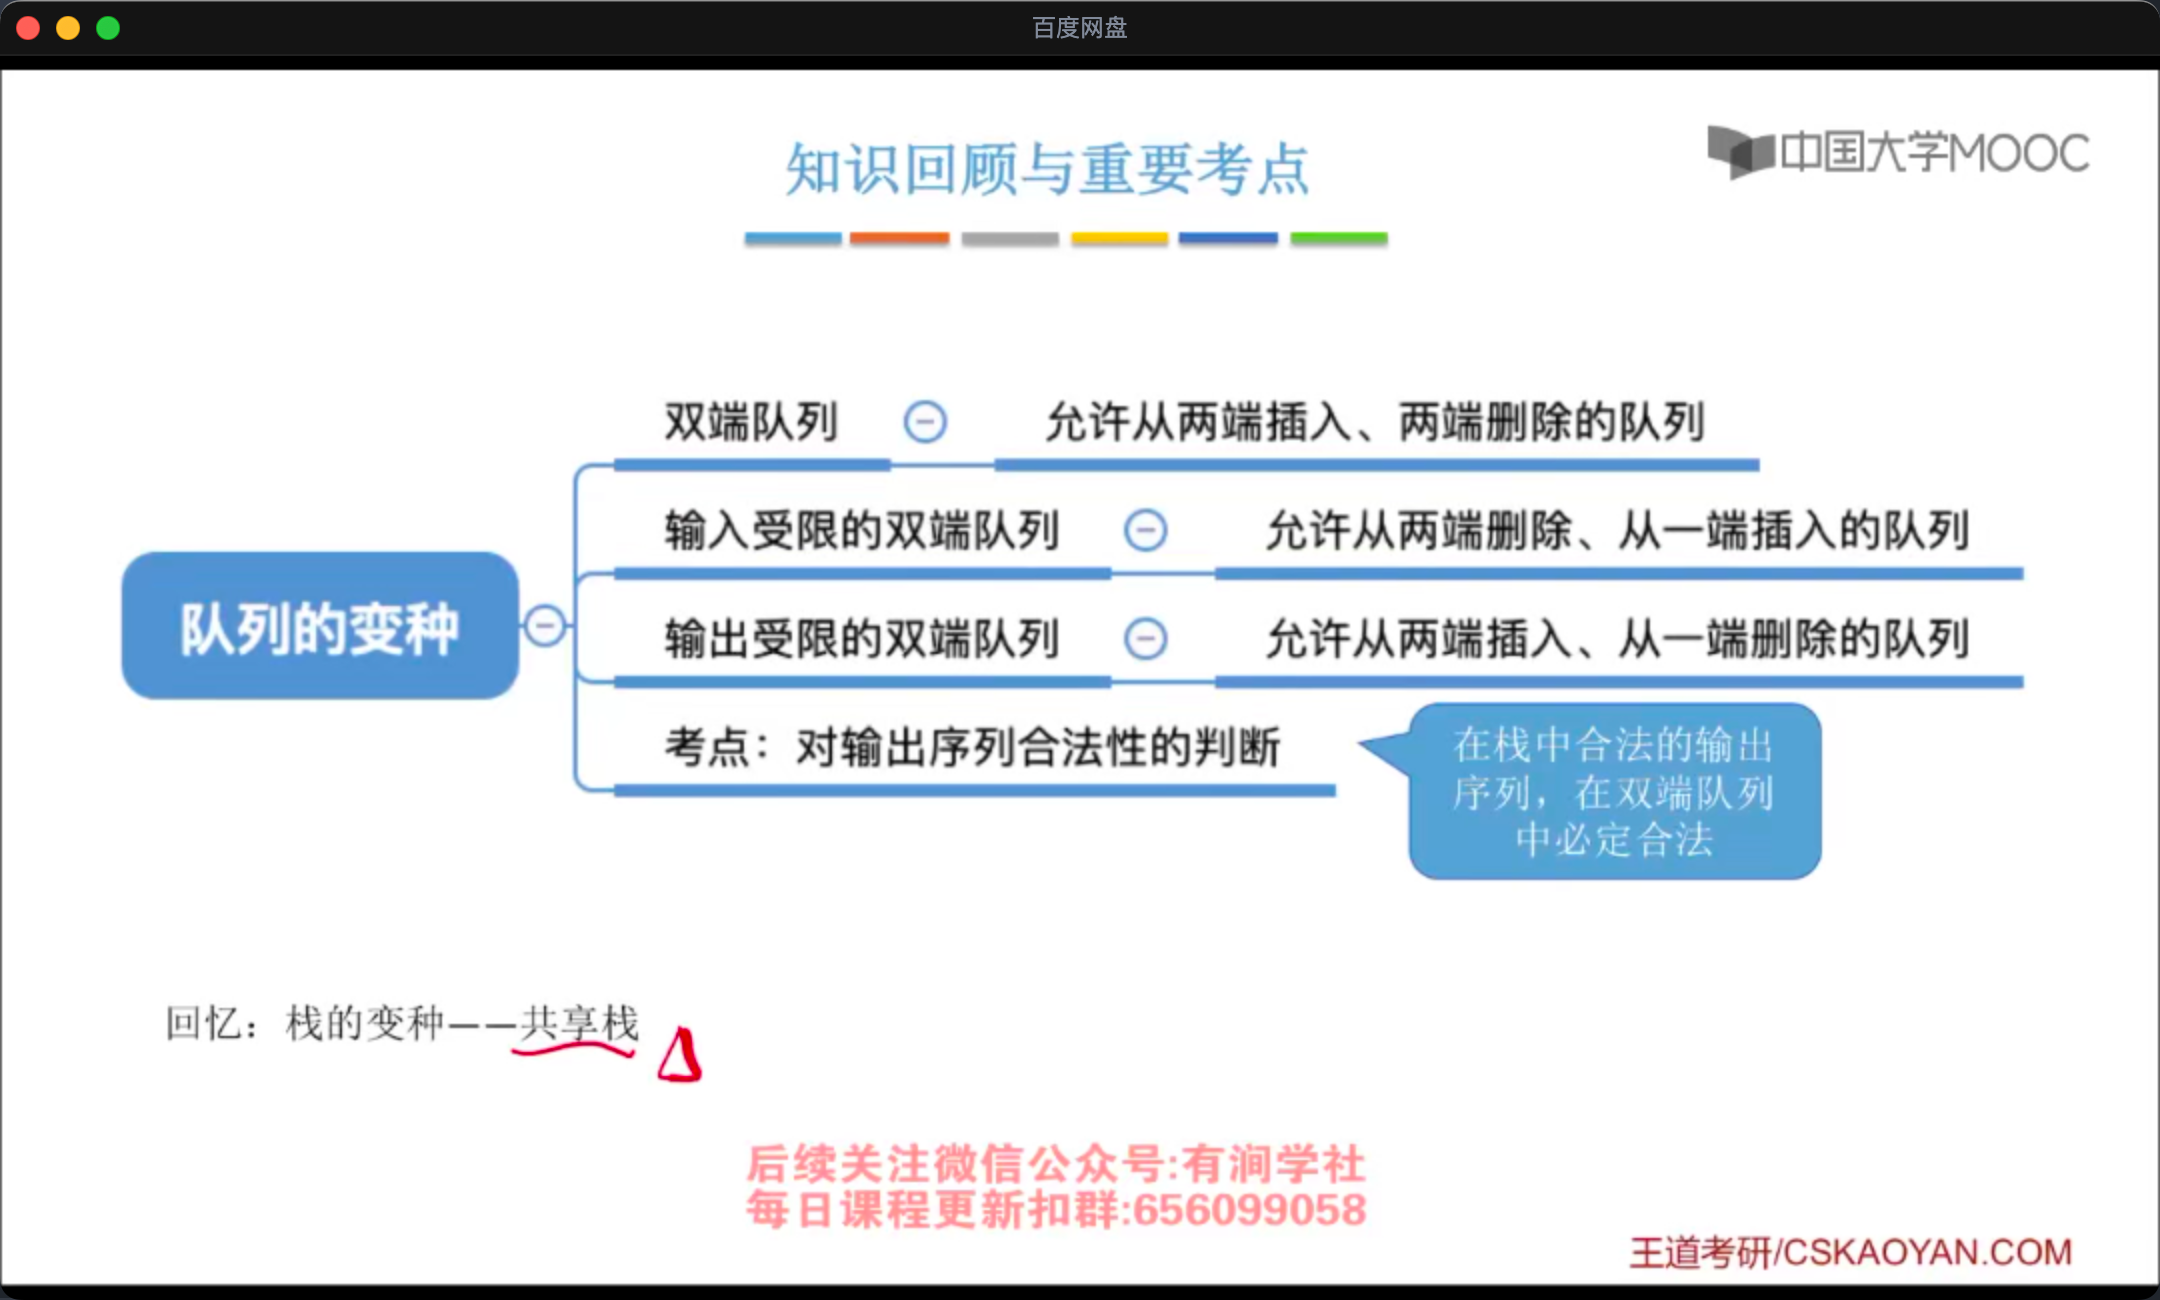 百度网盘
知识回顾与重要考点
中国大学MOOC
双端队列
允许从两端插入、两端删除的队列
输入受限的双端队列
允许从两端删除、从一端插入的队列
队列的变种
输出受限的双端队列
允许从两端插入、从一端删除的队列
考点：对输出序列合法性的判断
在栈中合法的输出
序列，在双端队列
中必定合法
回忆：栈的变种——共享栈
后续关注微信公众号:有涧学社
每日课程更新扣群:656099058
王道考研/CSKAOYAN.COM